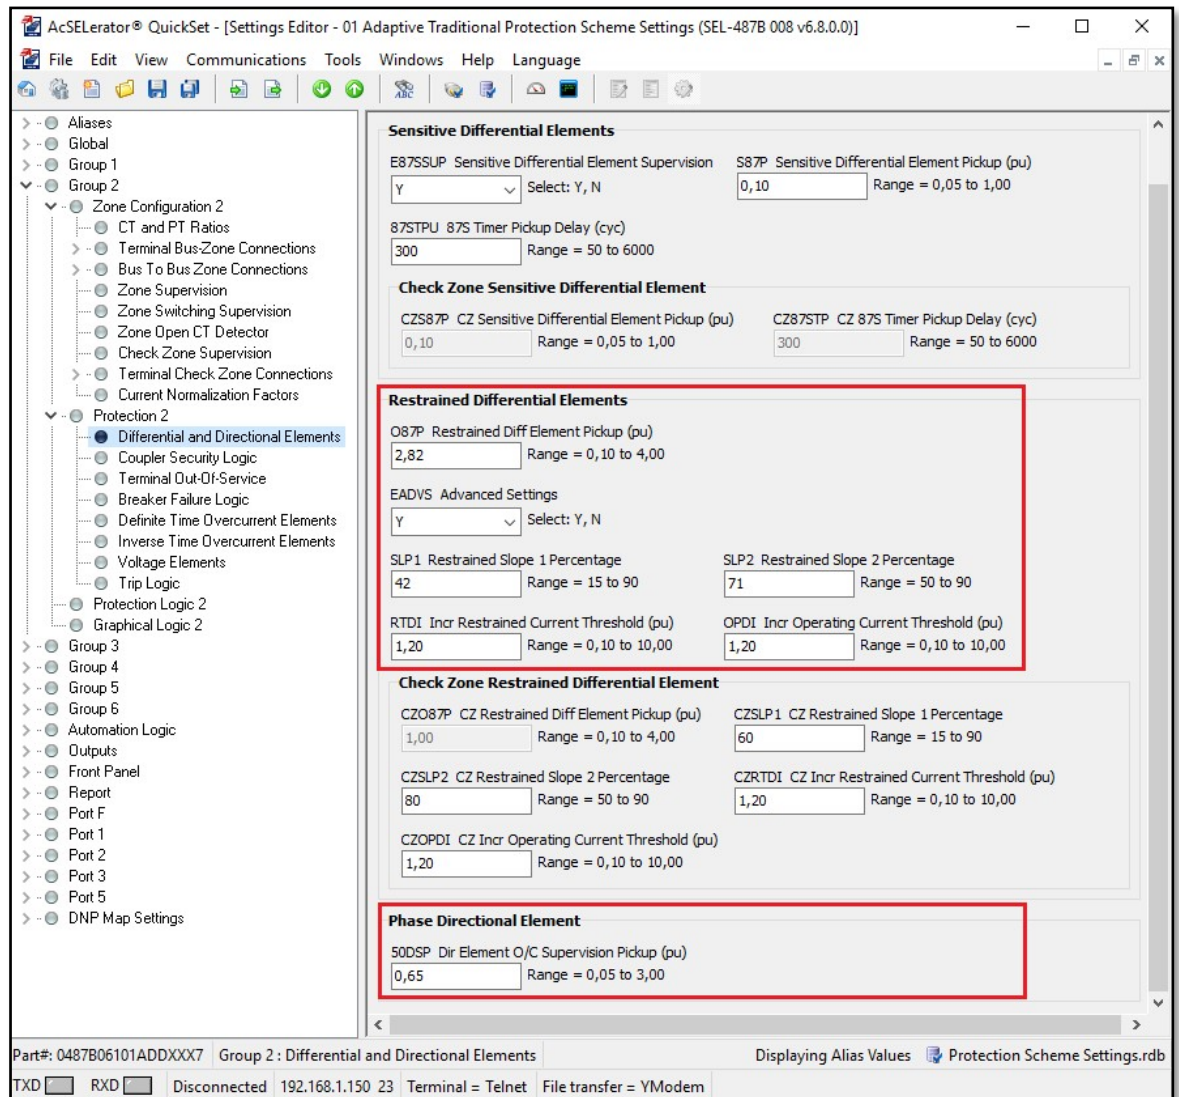 AcSELerator® QuickSet - [Settings Editor - 01 Adaptive Traditional Protection Scheme Settings (SEL-487B 008 v6.8.0.0)]
File Edit View Communications Tools Windows Help Language
Aliases
Global
Group 1
Group 2
Zone Configuration 2
CT and PT Ratios
Terminal Bus-Zone Connections
Bus To Bus Zone Connections
Zone Supervision
Zone Switching Supervision
Zone Open CT Detector
Check Zone Supervision
Terminal Check Zone Connections
Current Normalization Factors
Protection 2
Differential and Directional Elements
Coupler Security Logic
Terminal Out-Of-Service
Breaker Failure Logic
Definite Time Overcurrent Elements
Inverse Time Overcurrent Elements
Voltage Elements
Trip Logic
Protection Logic 2
Graphical Logic 2
Group 3
Group 4
Group 5
Group 6
Automation Logic
Outputs
Front Panel
Report
Port F
Port 1
Port 2
Port 3
Port 5
DNP Map Settings
Sensitive Differential Elements
E87SSUP Sensitive Differential Element Supervision S87P Sensitive Differential Element Pickup (pu)
Y Select: Y, N 0,10 Range = 0,05 to 1,00
87STPU 87S Timer Pickup Delay (cyc)
300 Range = 50 to 6000
Check Zone Sensitive Differential Element
CZS87P CZ Sensitive Differential Element Pickup (pu) CZ87STP CZ 87S Timer Pickup Delay (cyc)
0,10 Range = 0,05 to 1,00 300 Range = 50 to 6000
Restrained Differential Elements
O87P Restrained Diff Element Pickup (pu)
2,82 Range = 0,10 to 4,00
EADVS Advanced Settings
Y Select: Y, N
SLP1 Restrained Slope 1 Percentage SLP2 Restrained Slope 2 Percentage
42 Range = 15 to 90 71 Range = 50 to 90
RTDI Incr Restrained Current Threshold (pu) OPDI Incr Operating Current Threshold (pu)
1,20 Range = 0,10 to 10,00 1,20 Range = 0,10 to 10,00
Check Zone Restrained Differential Element
CZO87P CZ Restrained Diff Element Pickup (pu) CZSLP1 CZ Restrained Slope 1 Percentage
1,00 Range = 0,10 to 4,00 60 Range = 15 to 90
CZSLP2 CZ Restrained Slope 2 Percentage CZRTDI CZ Incr Restrained Current Threshold (pu)
80 Range = 50 to 90 1,20 Range = 0,10 to 10,00
CZOPDI CZ Incr Operating Current Threshold (pu)
1,20 Range = 0,10 to 10,00
Phase Directional Element
50DSP Dir Element O/C Supervision Pickup (pu)
0,65 Range = 0,05 to 3,00
Part#: 0487B06101ADDXXX7 Group 2 : Differential and Directional Elements Displaying Alias Values Protection Scheme Settings.rdb
TXD RXD Disconnected 192.168.1.150 23 Terminal = Telnet File transfer = YModem